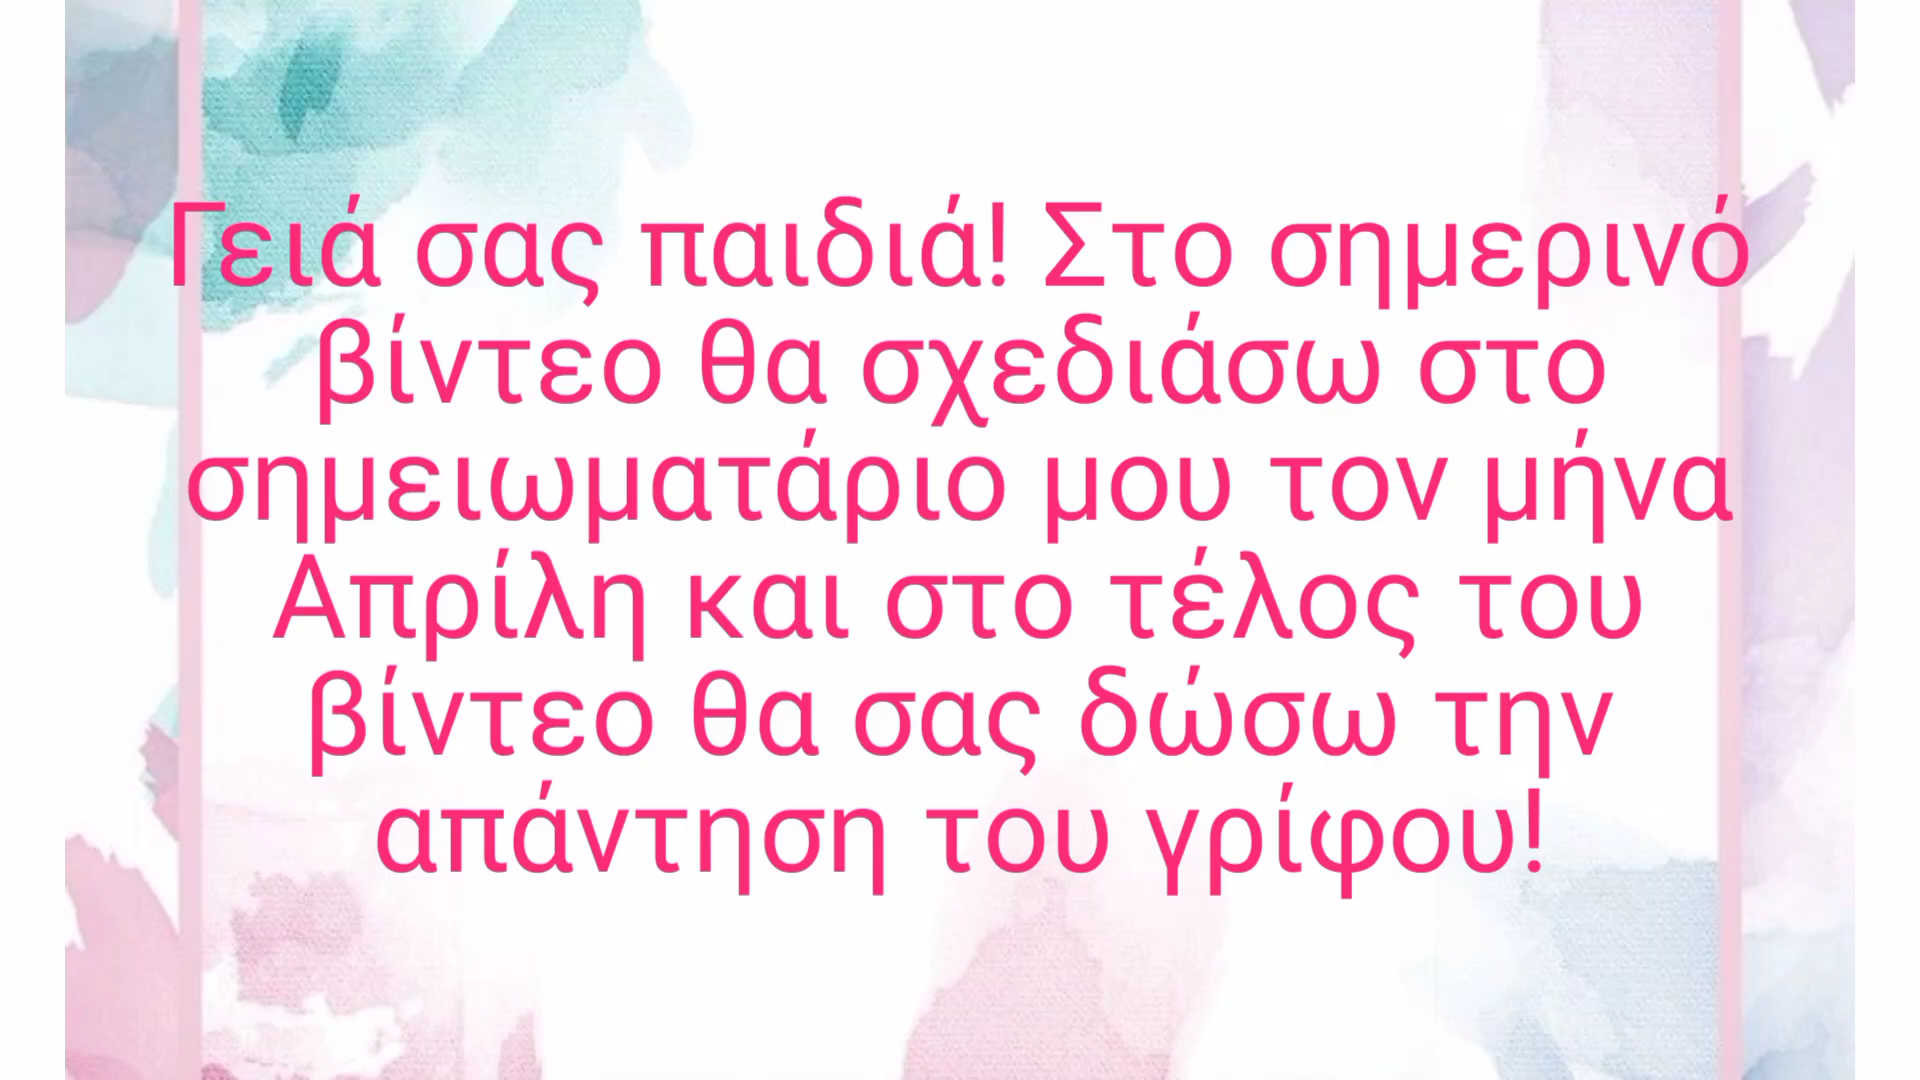 Γειά σας παιδιά! Στο σημερινό
βίντεο θα σχεδιάσω στο
σημειωματάριο μου τον μήνα
Απρίλη και στο τέλος του
βίντεο θα σας δώσω την
απάντηση του γρίφου!